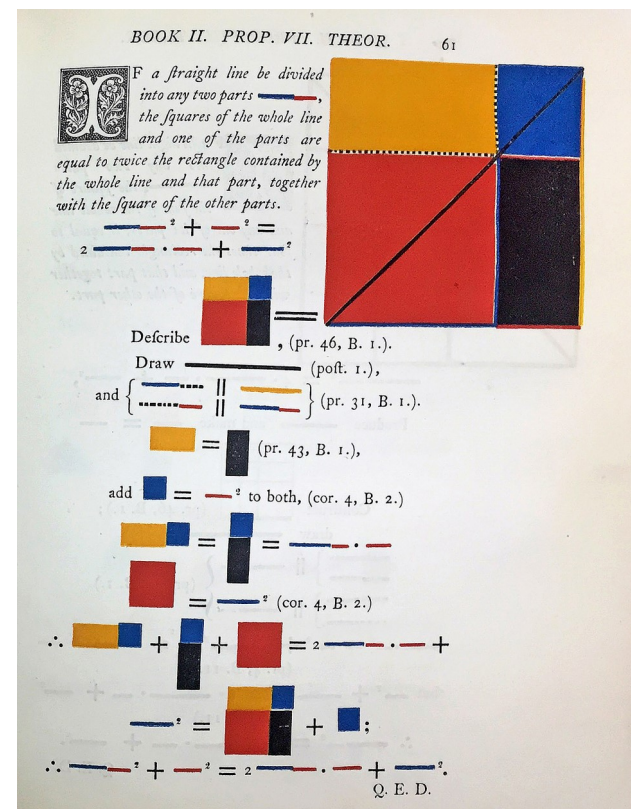 BOOK II. PROP. VII. THEOR.
61
IF a ſtraight line be divided
into any two parts ,
the ſquares of the whole line
and one of the parts are
equal to twice the rectangle contained by
the whole line and that part, together
with the ſquare of the other parts.
² + ² =
2 · + ²
Deſcribe , (pr. 46, B. 1.).
Draw (poſt. 1.),
and { || || } (pr. 31, B. 1.).
= (pr. 43, B. 1.),
add = ² to both, (cor. 4, B. 2.)
= = ·
= ² (cor. 4, B. 2.)
∴ + + = 2 · +
² = + ;
∴ ² + ² = 2 · + ².
Q. E. D.